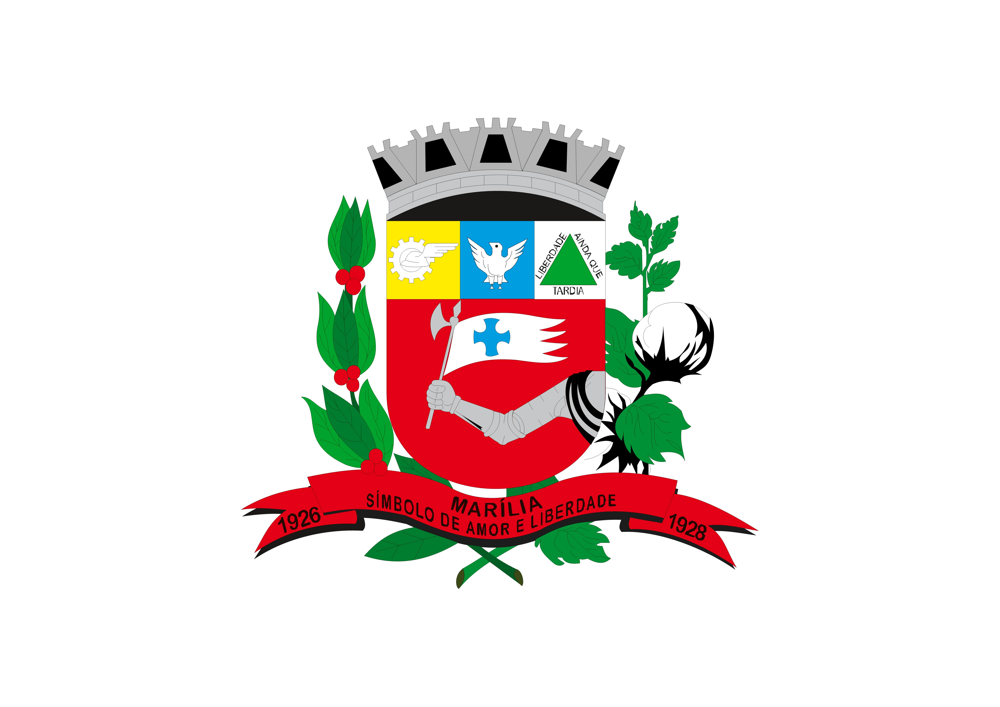 LIBERDADE
AINDA QUE
TARDIA
MARÍLIA
SÍMBOLO DE AMOR E LIBERDADE
1926
1928